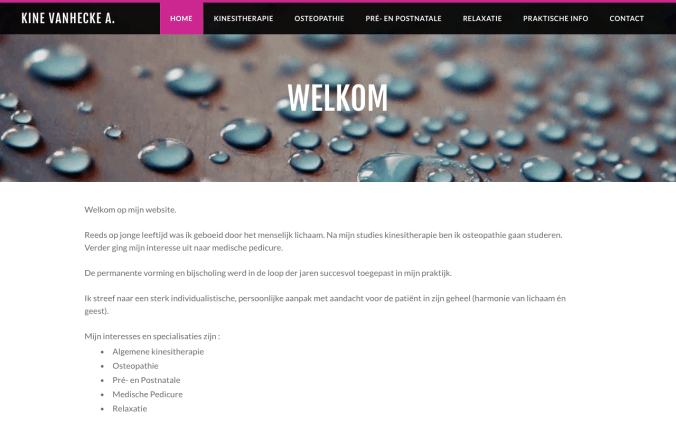 KINE VANHECKE A.
HOME KINESITHERAPIE OSTEOPATHIE PRÉ- EN POSTNATALE RELAXATIE PRAKTISCHE INFO CONTACT
WELKOM
Welkom op mijn website.
Reeds op jonge leeftijd was ik geboeid door het menselijk lichaam. Na mijn studies kinesitherapie ben ik osteopathie gaan studeren.
Verder ging mijn interesse uit naar medische pedicure.
De permanente vorming en bijscholing werd in de loop der jaren succesvol toegepast in mijn praktijk.
Ik streef naar een sterk individualistische, persoonlijke aanpak met aandacht voor de patiënt in zijn geheel (harmonie van lichaam én
geest).
Mijn interesses en specialisaties zijn :
• Algemene kinesitherapie
• Osteopathie
• Pré- en Postnatale
• Medische Pedicure
• Relaxatie